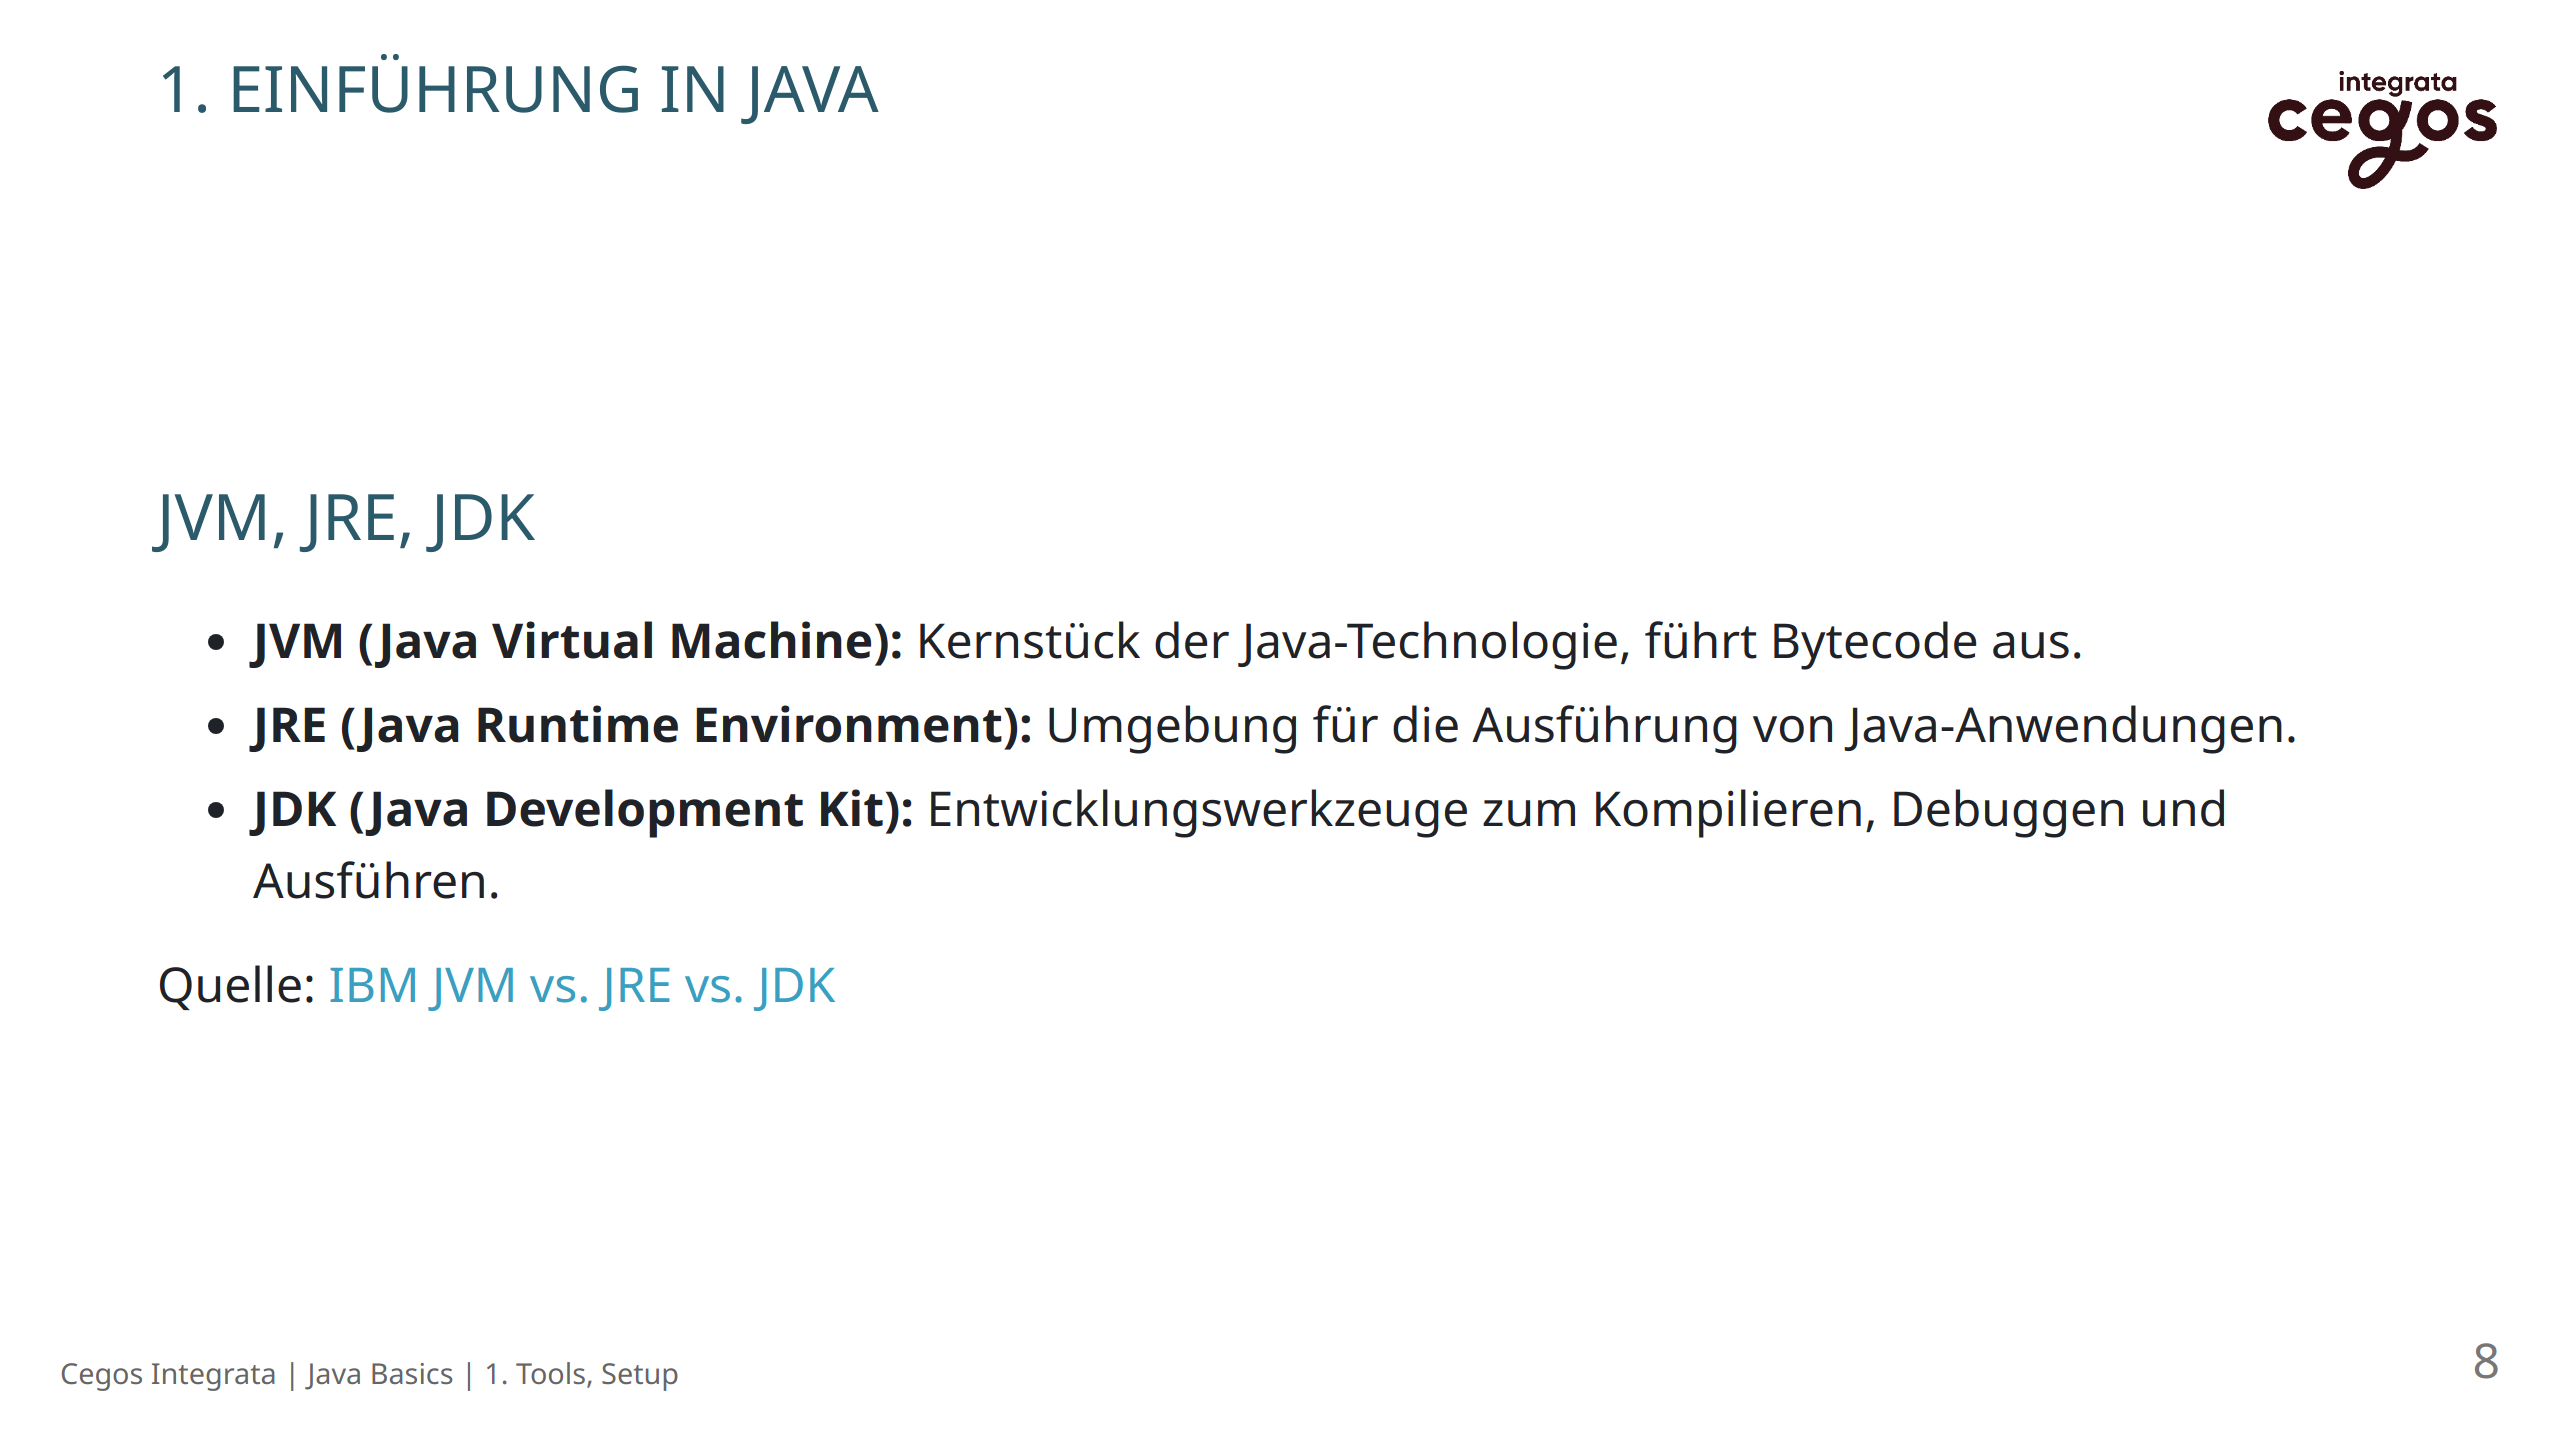 1. EINFÜHRUNG IN JAVA
integrata
cegos
JVM, JRE, JDK
• JVM (Java Virtual Machine): Kernstück der Java-Technologie, führt Bytecode aus.
• JRE (Java Runtime Environment): Umgebung für die Ausführung von Java-Anwendungen.
• JDK (Java Development Kit): Entwicklungswerkzeuge zum Kompilieren, Debuggen und
Ausführen.
Quelle: IBM JVM vs. JRE vs. JDK
Cegos Integrata | Java Basics | 1. Tools, Setup
8